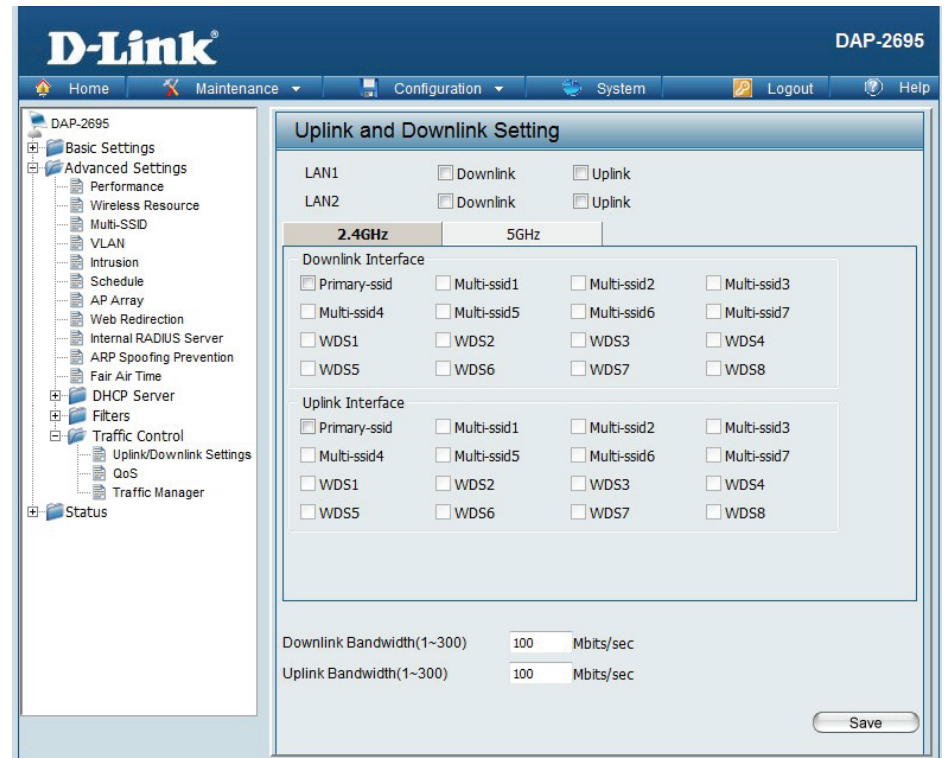 D-Link®
DAP-2695
Home Maintenance Configuration System Logout Help
DAP-2695
Basic Settings
Advanced Settings
Performance
Wireless Resource
Multi-SSID
VLAN
Intrusion
Schedule
AP Array
Web Redirection
Internal RADIUS Server
ARP Spoofing Prevention
Fair Air Time
DHCP Server
Filters
Traffic Control
Uplink/Downlink Settings
QoS
Traffic Manager
Status
Uplink and Downlink Setting
LAN1 Downlink Uplink
LAN2 Downlink Uplink
2.4GHz 5GHz
Downlink Interface
Primary-ssid Multi-ssid1 Multi-ssid2 Multi-ssid3
Multi-ssid4 Multi-ssid5 Multi-ssid6 Multi-ssid7
WDS1 WDS2 WDS3 WDS4
WDS5 WDS6 WDS7 WDS8
Uplink Interface
Primary-ssid Multi-ssid1 Multi-ssid2 Multi-ssid3
Multi-ssid4 Multi-ssid5 Multi-ssid6 Multi-ssid7
WDS1 WDS2 WDS3 WDS4
WDS5 WDS6 WDS7 WDS8
Downlink Bandwidth(1~300) 100 Mbits/sec
Uplink Bandwidth(1~300) 100 Mbits/sec
Save